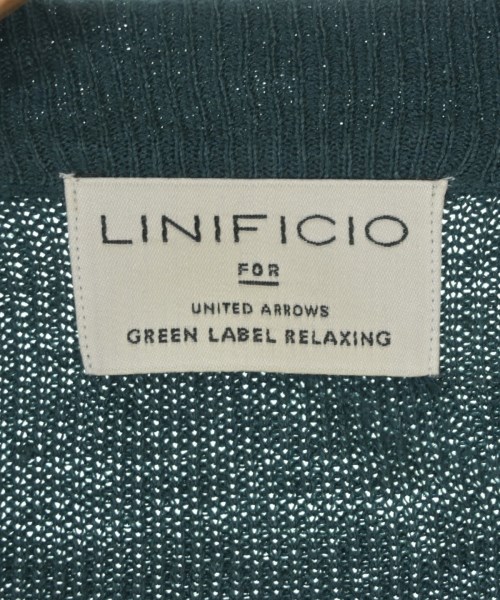 LINIFICIO
FOR
UNITED ARROWS
GREEN LABEL RELAXING